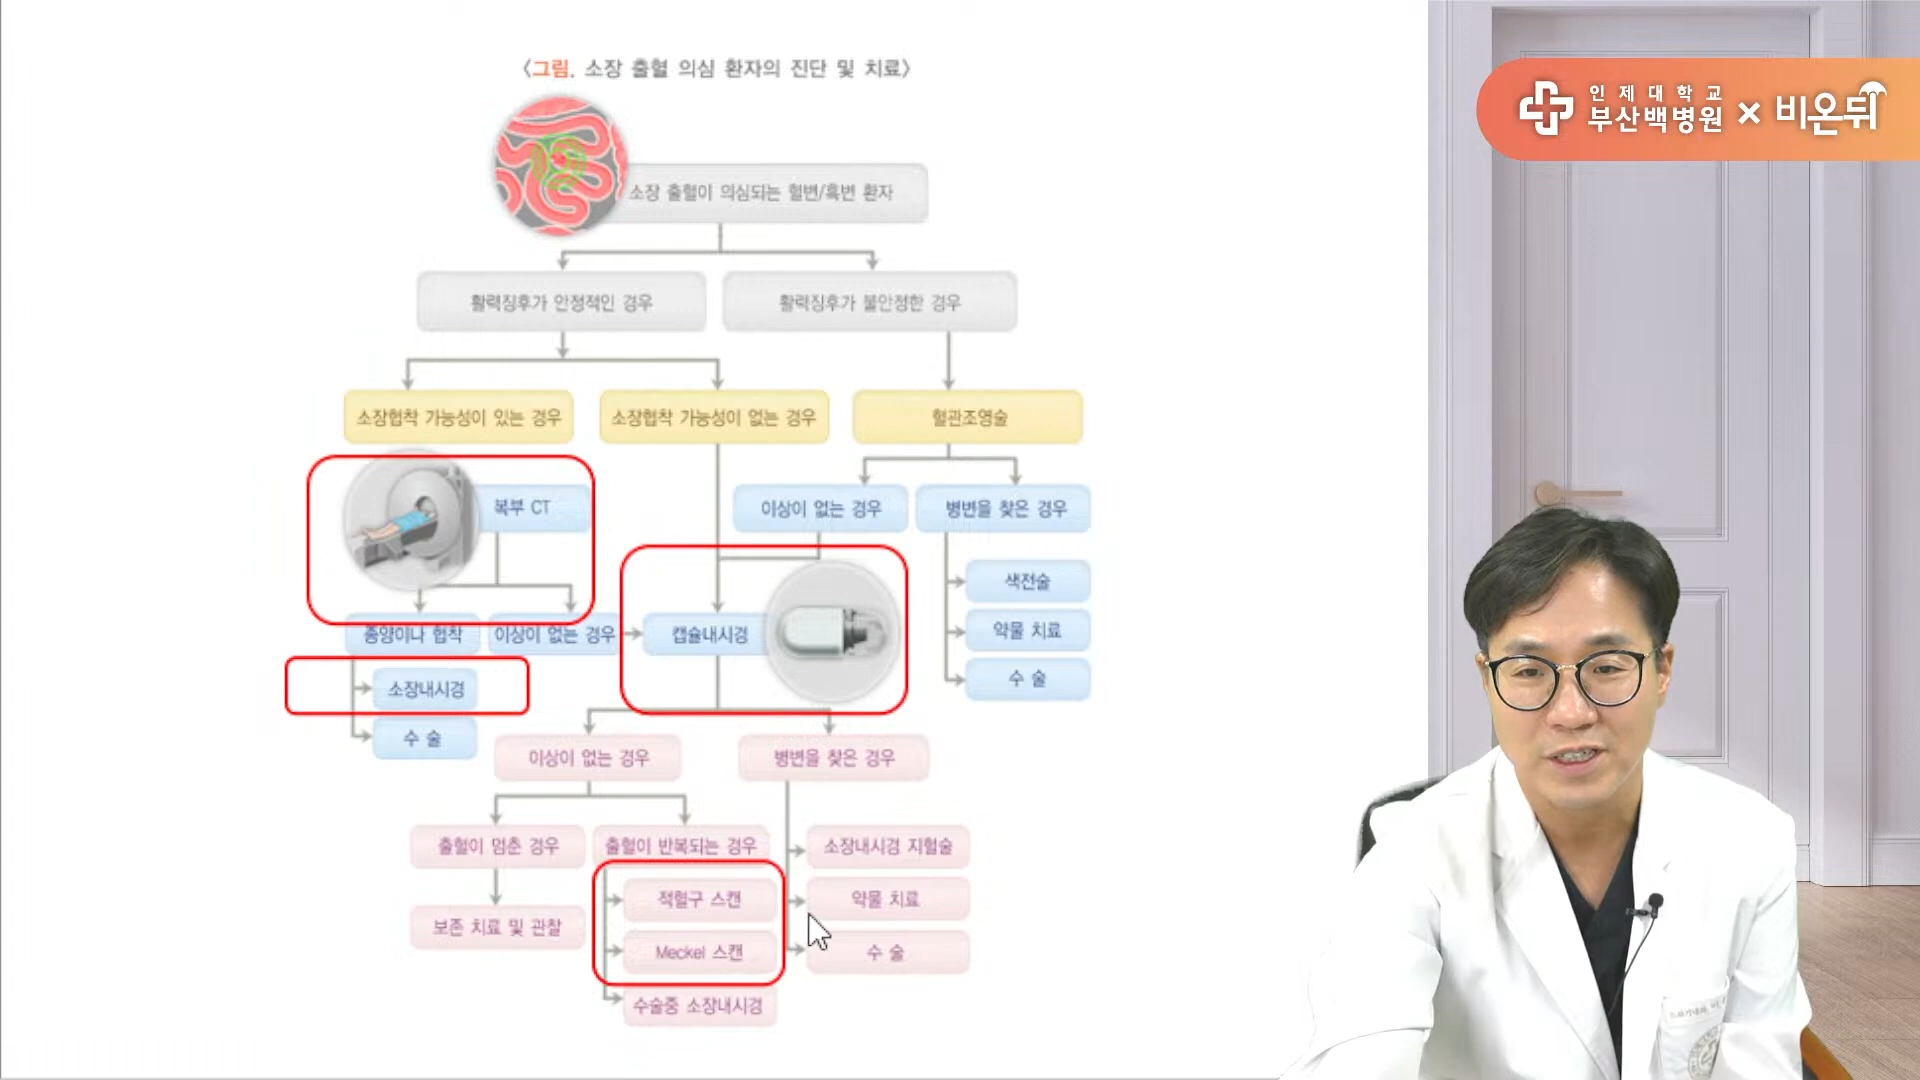 <그림. 소장 출혈 의심 환자의 진단 및 치료>
인제대학교
부산백병원 × 비온뒤
소장 출혈이 의심되는 혈변/흑변 환자
활력징후가 안정적인 경우
활력징후가 불안정한 경우
소장협착 가능성이 있는 경우
소장협착 가능성이 없는 경우
혈관조영술
복부 CT
이상이 없는 경우
병변을 찾은 경우
색전술
약물 치료
수 술
종양이나 협착
이상이 없는 경우
캡슐내시경
소장내시경
수 술
이상이 없는 경우
병변을 찾은 경우
출혈이 멈춘 경우
출혈이 반복되는 경우
소장내시경 지혈술
보존 치료 및 관찰
적혈구 스캔
약물 치료
Meckel 스캔
수 술
수술중 소장내시경